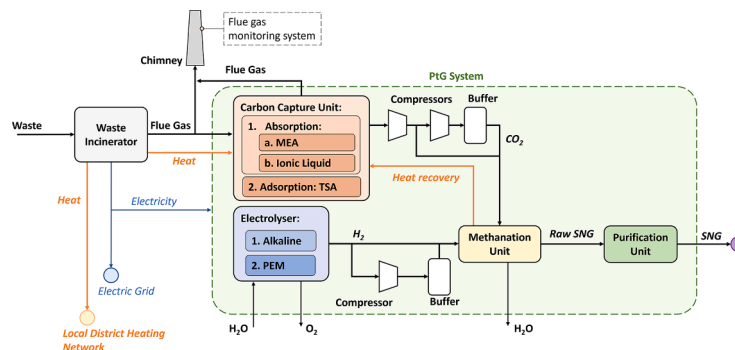 Flue gas
monitoring system
Chimney
Flue Gas
PtG System
Carbon Capture Unit:
1. Absorption:
a. MEA
b. Ionic Liquid
2. Adsorption: TSA
Compressors
Buffer
CO₂
Waste
Waste
Incinerator
Flue Gas
Heat
Heat recovery
Heat
Electricity
Electrolyser:
1. Alkaline
2. PEM
H₂
Methanation
Unit
Raw SNG
Purification
Unit
SNG
Electric Grid
Compressor
Buffer
Local District Heating
Network
H₂O
O₂
H₂O